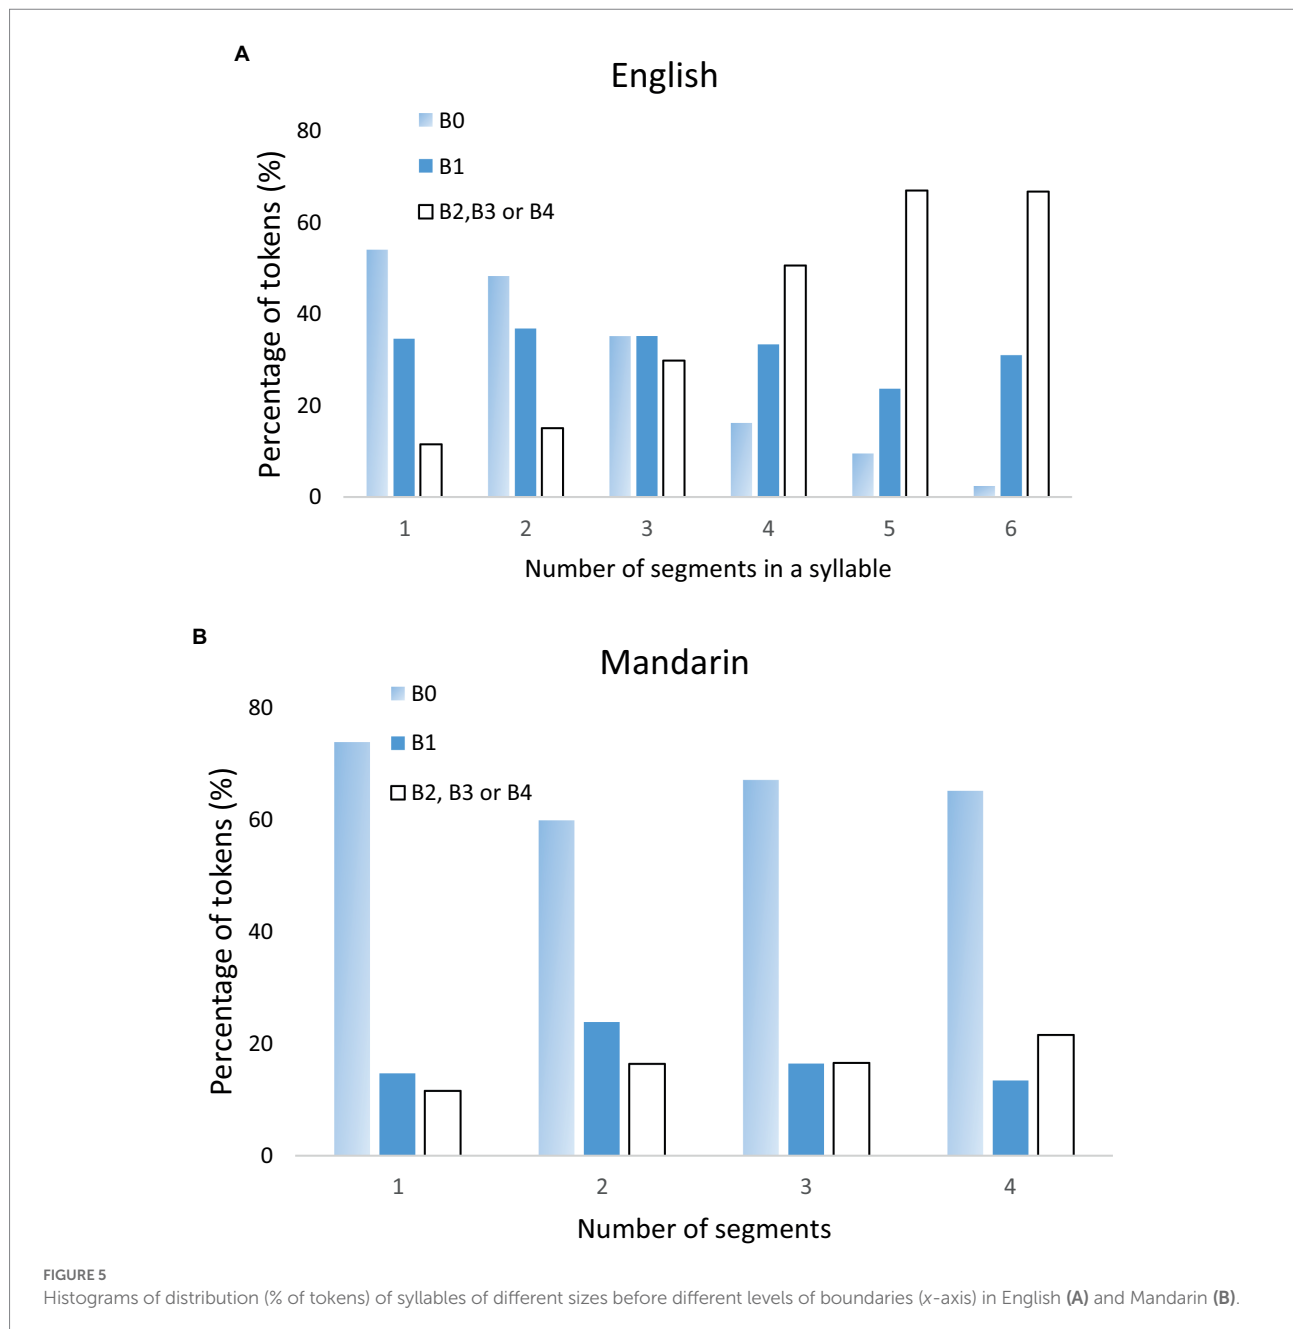 A
English
B0
B1
B2,B3 or B4
Percentage of tokens (%)
80
60
40
20
0
1 2 3 4 5 6
Number of segments in a syllable
B
Mandarin
B0
B1
B2, B3 or B4
Percentage of tokens (%)
80
60
40
20
0
1 2 3 4
Number of segments
FIGURE 5
Histograms of distribution (% of tokens) of syllables of different sizes before different levels of boundaries (x-axis) in English (A) and Mandarin (B).